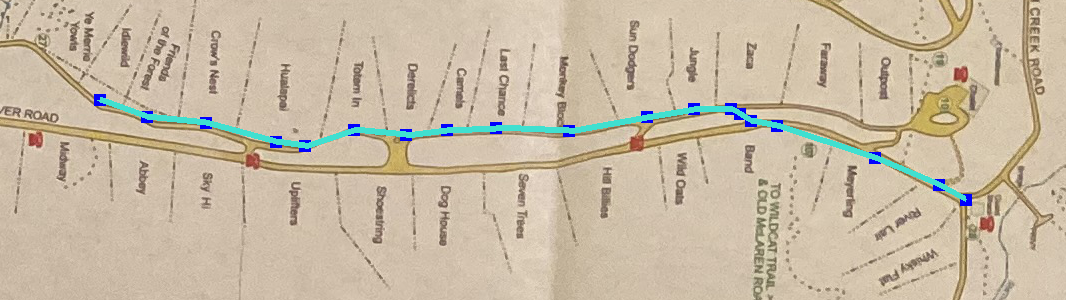 Ye Merrie
Yowls
Idlewild
Friends
of the Forest
Crow's Nest
Hualapai
Totem In
Derelicts
Camels
Last Chance
Monkey Block
Sun Dodgers
Jungle
Zaca
Faraway
Outpost
CREEK ROAD
VER ROAD
Midway
Abbey
Sky Hi
Uplifters
Shoestring
Dog House
Seven Trees
Hill Billies
Wild Oats
Band
Meyerling
River Lair
Whisky Flat
TO WILDCAT TRAIL
& OLD McLAREN ROA